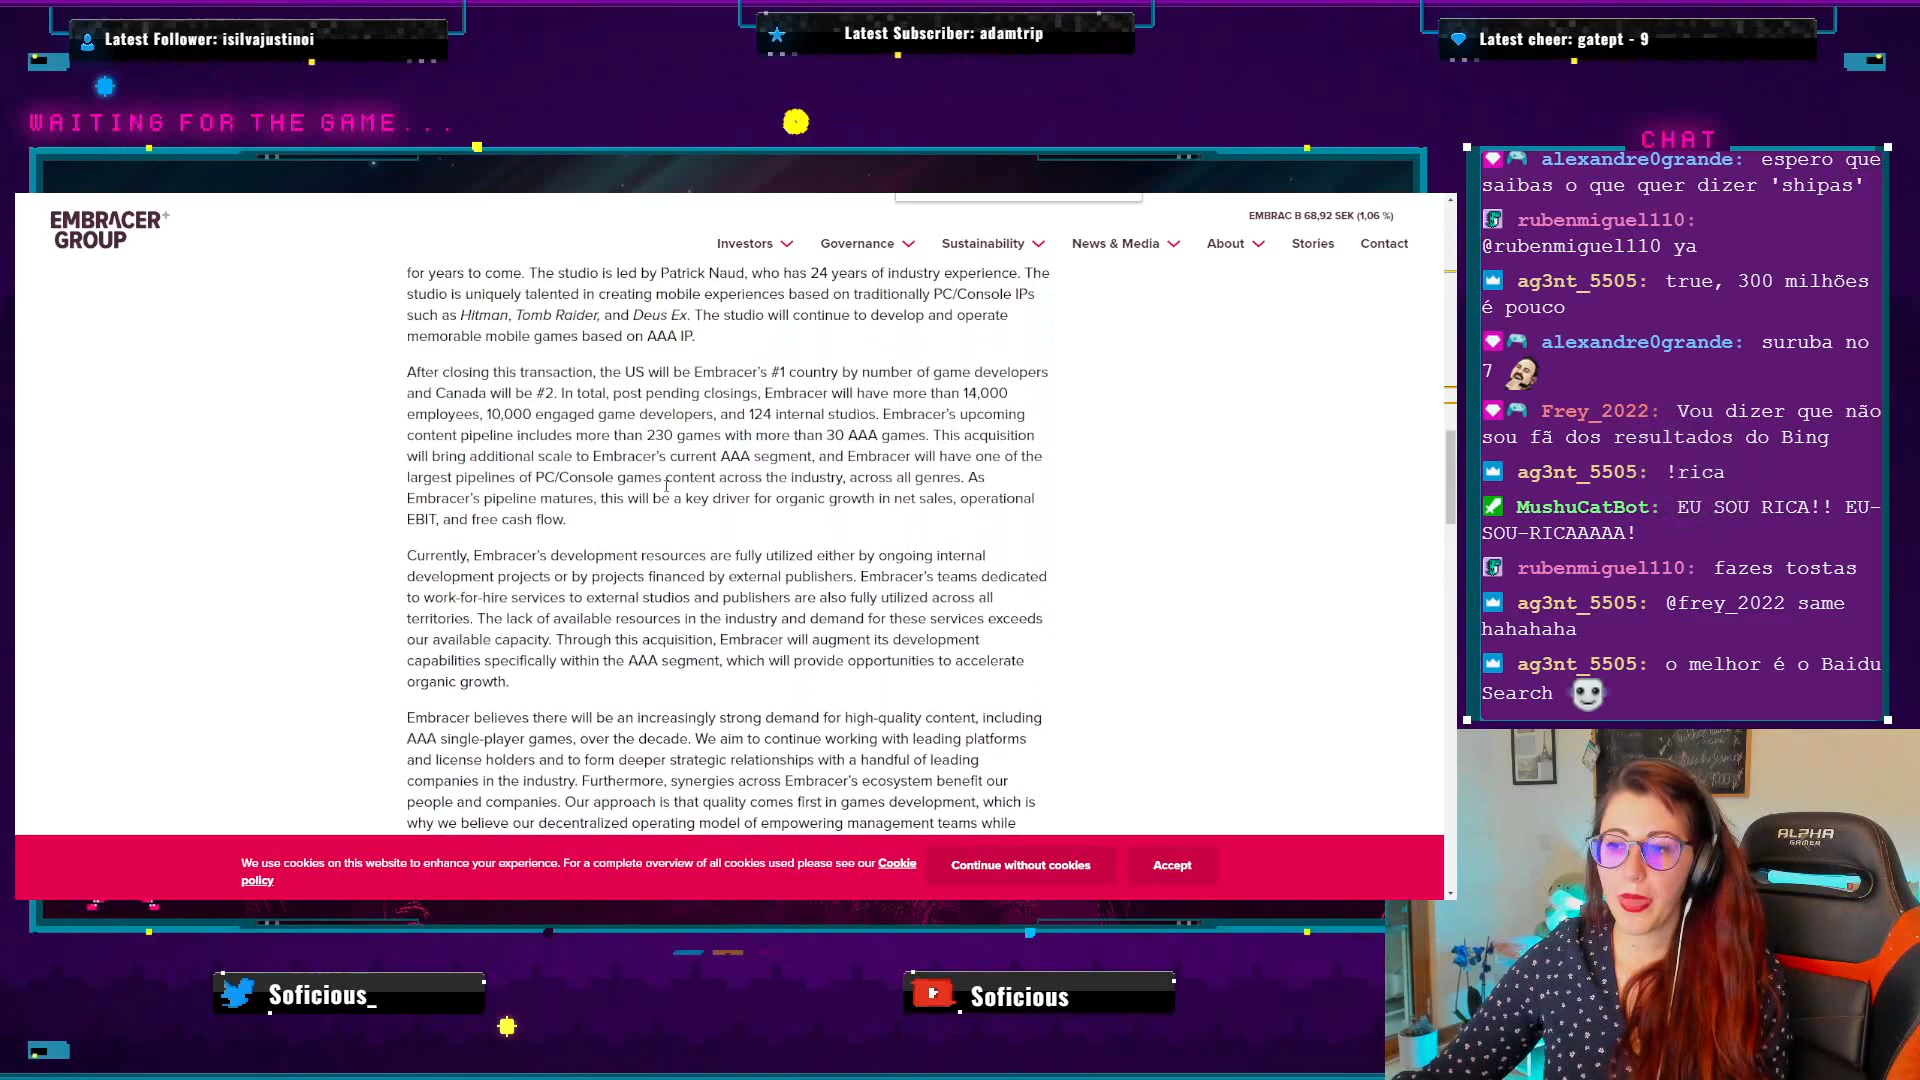 Latest Follower: isilvajustinoi
Latest Subscriber: adamtrip
Latest cheer: gatept - 9
WAITING FOR THE GAME...
EMBRACER+
GROUP
EMBRAC B 68,92 SEK (1,06 %)
Investors Governance Sustainability News & Media About Stories Contact
for years to come. The studio is led by Patrick Naud, who has 24 years of industry experience. The
studio is uniquely talented in creating mobile experiences based on traditionally PC/Console IPs
such as Hitman, Tomb Raider, and Deus Ex. The studio will continue to develop and operate
memorable mobile games based on AAA IP.
After closing this transaction, the US will be Embracer’s #1 country by number of game developers
and Canada will be #2. In total, post pending closings, Embracer will have more than 14,000
employees, 10,000 engaged game developers, and 124 internal studios. Embracer’s upcoming
content pipeline includes more than 230 games with more than 30 AAA games. This acquisition
will bring additional scale to Embracer’s current AAA segment, and Embracer will have one of the
largest pipelines of PC/Console games content across the industry, across all genres. As
Embracer’s pipeline matures, this will be a key driver for organic growth in net sales, operational
EBIT, and free cash flow.
Currently, Embracer’s development resources are fully utilized either by ongoing internal
development projects or by projects financed by external publishers. Embracer’s teams dedicated
to work-for-hire services to external studios and publishers are also fully utilized across all
territories. The lack of available resources in the industry and demand for these services exceeds
our available capacity. Through this acquisition, Embracer will augment its development
capabilities specifically within the AAA segment, which will provide opportunities to accelerate
organic growth.
Embracer believes there will be an increasingly strong demand for high-quality content, including
AAA single-player games, over the decade. We aim to continue working with leading platforms
and license holders and to form deeper strategic relationships with a handful of leading
companies in the industry. Furthermore, synergies across Embracer’s ecosystem benefit our
people and companies. Our approach is that quality comes first in games development, which is
why we believe our decentralized operating model of empowering management teams while
We use cookies on this website to enhance your experience. For a complete overview of all cookies used please see our Cookie
policy
Continue without cookies
Accept
CHAT
alexandre0grande: espero que
saibas o que quer dizer 'shipas'
rubenmiguel110:
@rubenmiguel110 ya
ag3nt_5505: true, 300 milhões
é pouco
alexandre0grande: suruba no
7
Frey_2022: Vou dizer que não
sou fã dos resultados do Bing
ag3nt_5505: !rica
MushuCatBot: EU SOU RICA!! EU-
SOU-RICAAAAA!
rubenmiguel110: fazes tostas
ag3nt_5505: @frey_2022 same
hahahaha
ag3nt_5505: o melhor é o Baidu
Search
ALPHA
GAMER
Soficious_
Soficious